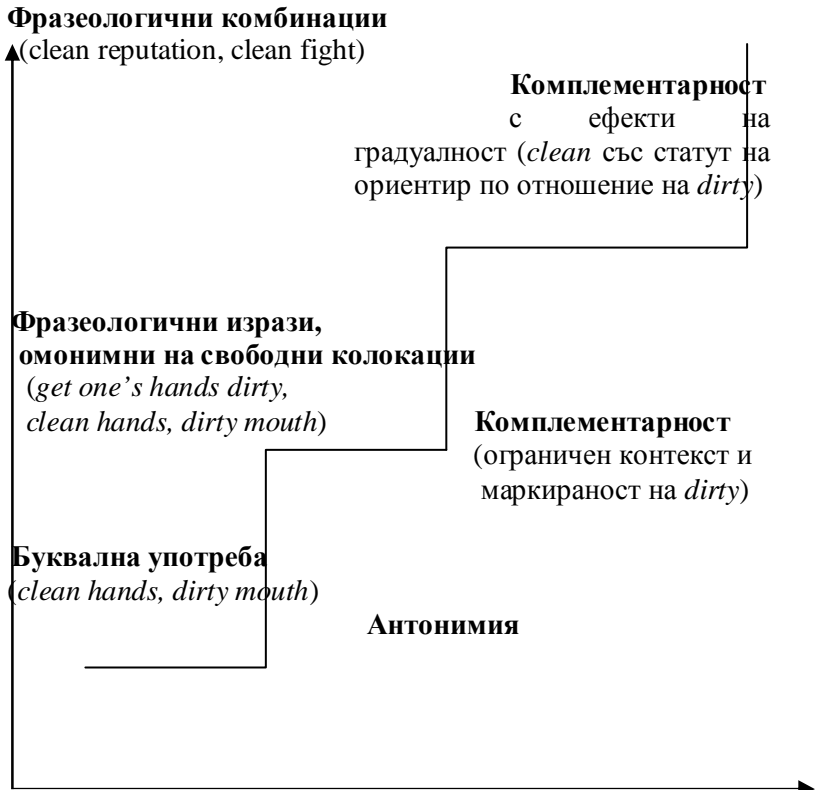 Фразеологични комбинации
(clean reputation, clean fight)
Комплементарност
с ефекти на
градуалност (clean със статут на
ориентир по отношение на dirty)
Фразеологични изрази,
омонимни на свободни колокации
(get one's hands dirty,
clean hands, dirty mouth)
Комплементарност
(ограничен контекст и
маркираност на dirty)
Буквална употреба
(clean hands, dirty mouth)
Антонимия